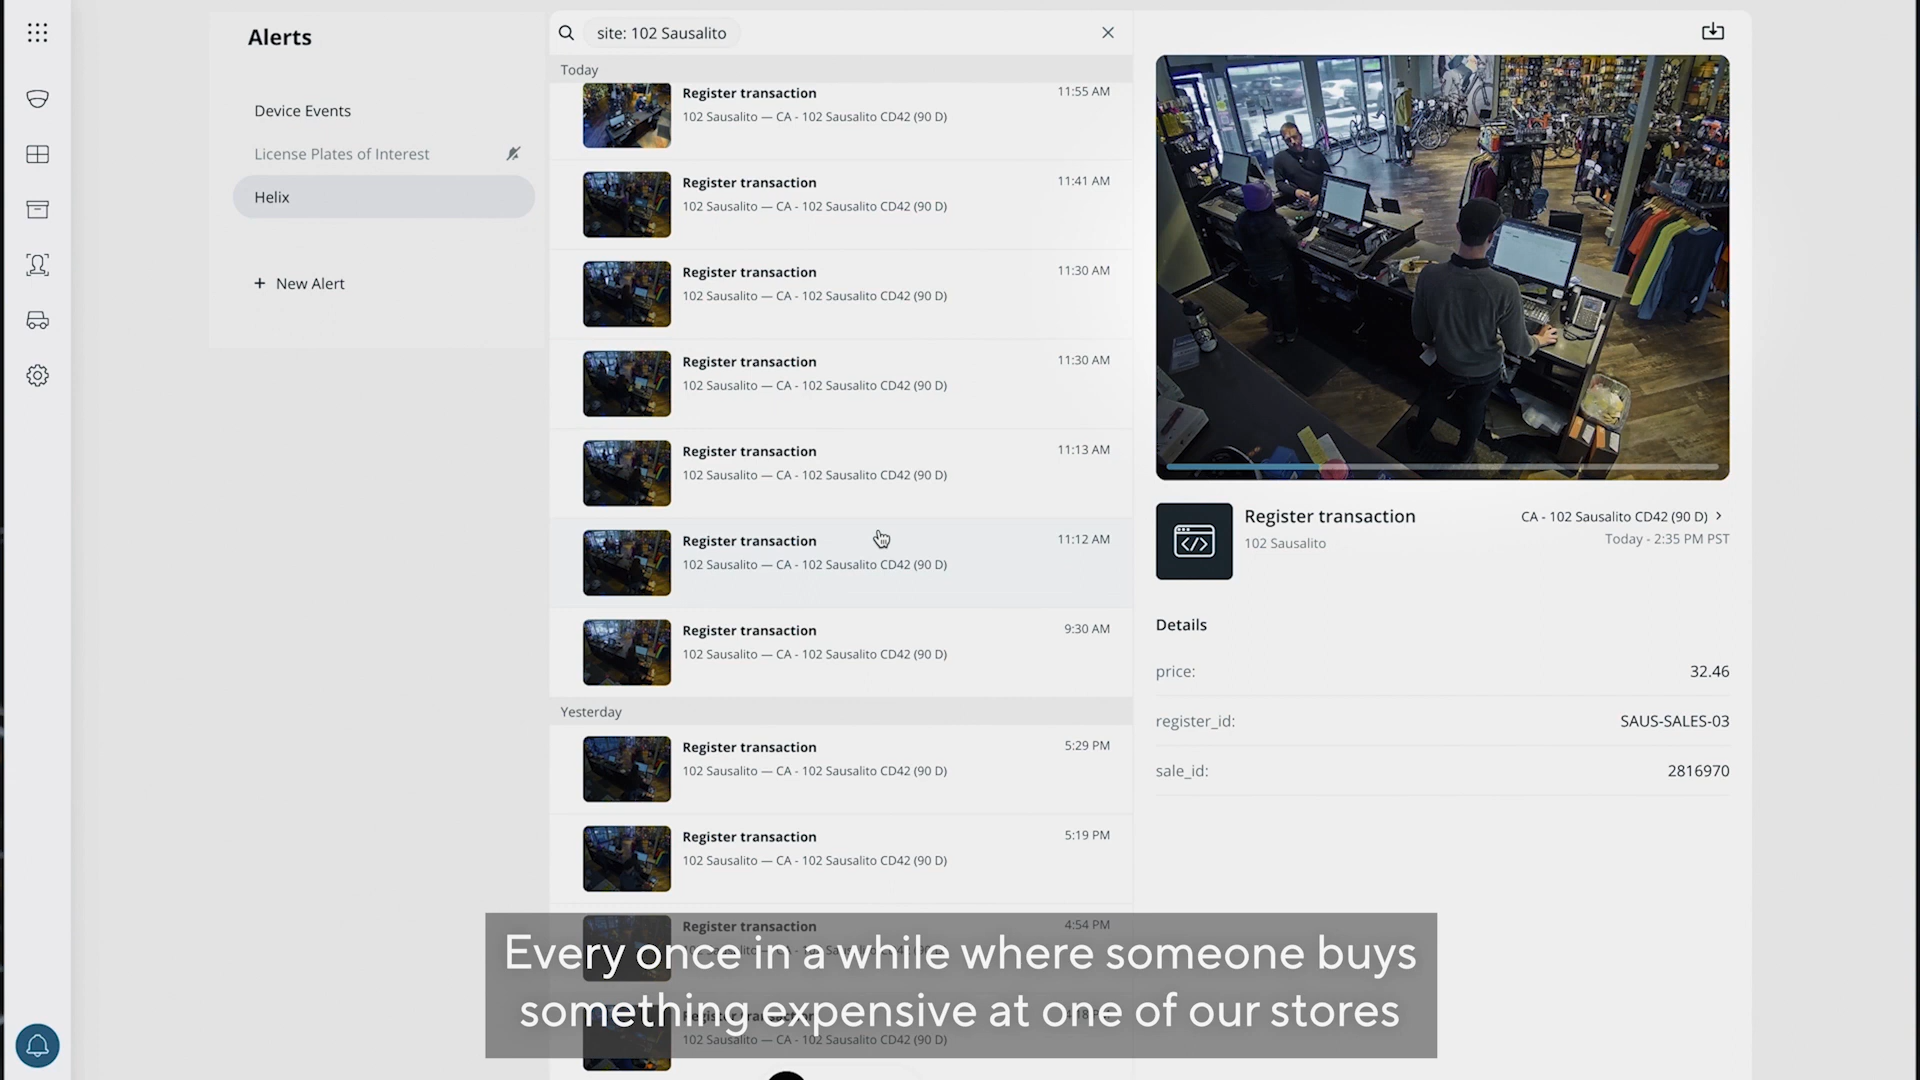 Alerts
Device Events
License Plates of Interest
Helix
+ New Alert
site: 102 Sausalito
Today
Register transaction
11:55 AM
102 Sausalito — CA - 102 Sausalito CD42 (90 D)
Register transaction
11:41 AM
102 Sausalito — CA - 102 Sausalito CD42 (90 D)
Register transaction
11:30 AM
102 Sausalito — CA - 102 Sausalito CD42 (90 D)
Register transaction
11:30 AM
102 Sausalito — CA - 102 Sausalito CD42 (90 D)
Register transaction
11:13 AM
102 Sausalito — CA - 102 Sausalito CD42 (90 D)
Register transaction
11:12 AM
102 Sausalito — CA - 102 Sausalito CD42 (90 D)
Register transaction
9:30 AM
102 Sausalito — CA - 102 Sausalito CD42 (90 D)
Yesterday
Register transaction
5:29 PM
102 Sausalito — CA - 102 Sausalito CD42 (90 D)
Register transaction
5:19 PM
102 Sausalito — CA - 102 Sausalito CD42 (90 D)
Register transaction
4:54 PM
102 Sausalito — CA - 102 Sausalito CD42 (90 D)
Register transaction
CA - 102 Sausalito CD42 (90 D)
102 Sausalito
Today - 2:35 PM PST
Details
price:
32.46
register_id:
SAUS-SALES-03
sale_id:
2816970
Every once in a while where someone buys
something expensive at one of our stores